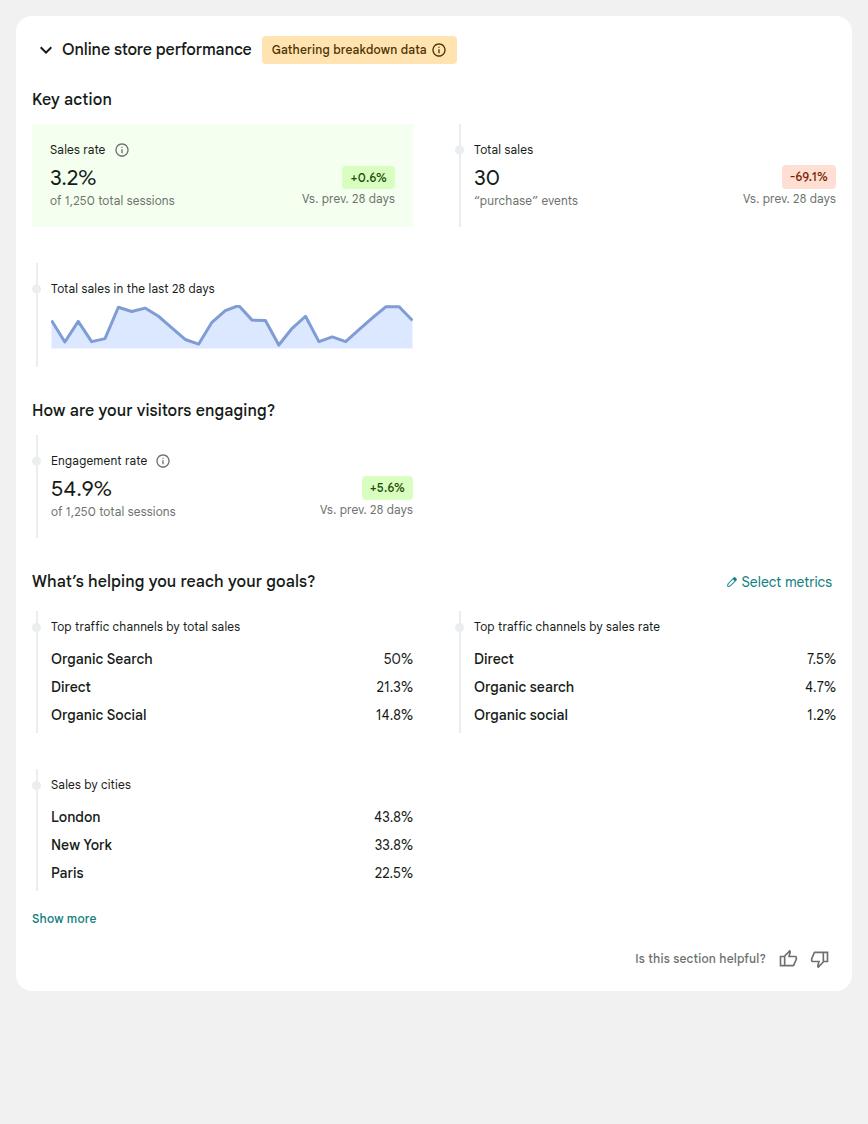 Online store performance
Gathering breakdown data
Key action
Sales rate
3.2%
of 1,250 total sessions
+0.6%
Vs. prev. 28 days
Total sales
30
“purchase” events
-69.1%
Vs. prev. 28 days
Total sales in the last 28 days
How are your visitors engaging?
Engagement rate
54.9%
of 1,250 total sessions
+5.6%
Vs. prev. 28 days
What’s helping you reach your goals?
Select metrics
Top traffic channels by total sales
Organic Search 50%
Direct 21.3%
Organic Social 14.8%
Top traffic channels by sales rate
Direct 7.5%
Organic search 4.7%
Organic social 1.2%
Sales by cities
London 43.8%
New York 33.8%
Paris 22.5%
Show more
Is this section helpful?